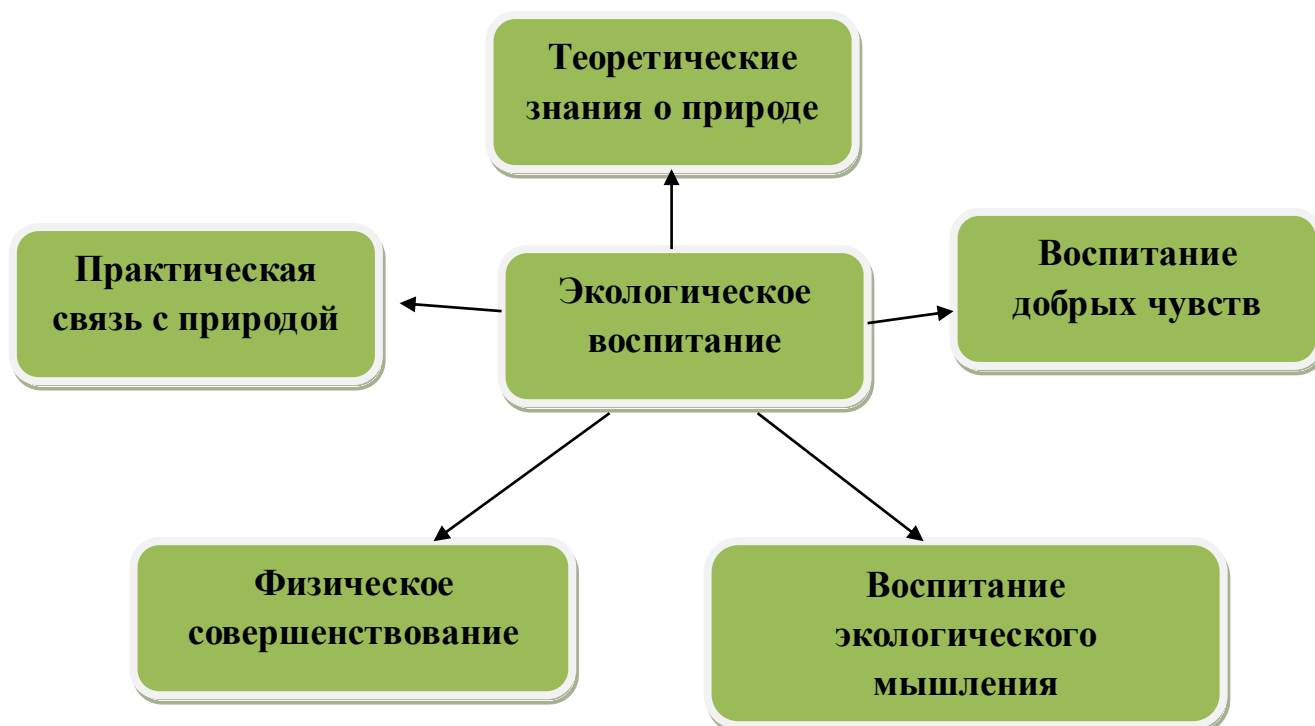 Теоретические
знания о природе
Практическая
связь с природой
Экологическое
воспитание
Воспитание
добрых чувств
Физическое
совершенствование
Воспитание
экологического
мышления